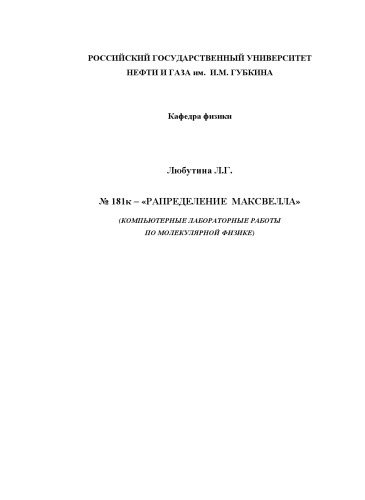 РОССИЙСКИЙ ГОСУДАРСТВЕННЫЙ УНИВЕРСИТЕТ
НЕФТИ И ГАЗА им. И.М. ГУБКИНА
Кафедра физики
Любутина Л.Г.
№ 181к – «РАПРЕДЕЛЕНИЕ МАКСВЕЛЛА»
(КОМПЬЮТЕРНЫЕ ЛАБОРАТОРНЫЕ РАБОТЫ
ПО МОЛЕКУЛЯРНОЙ ФИЗИКЕ)